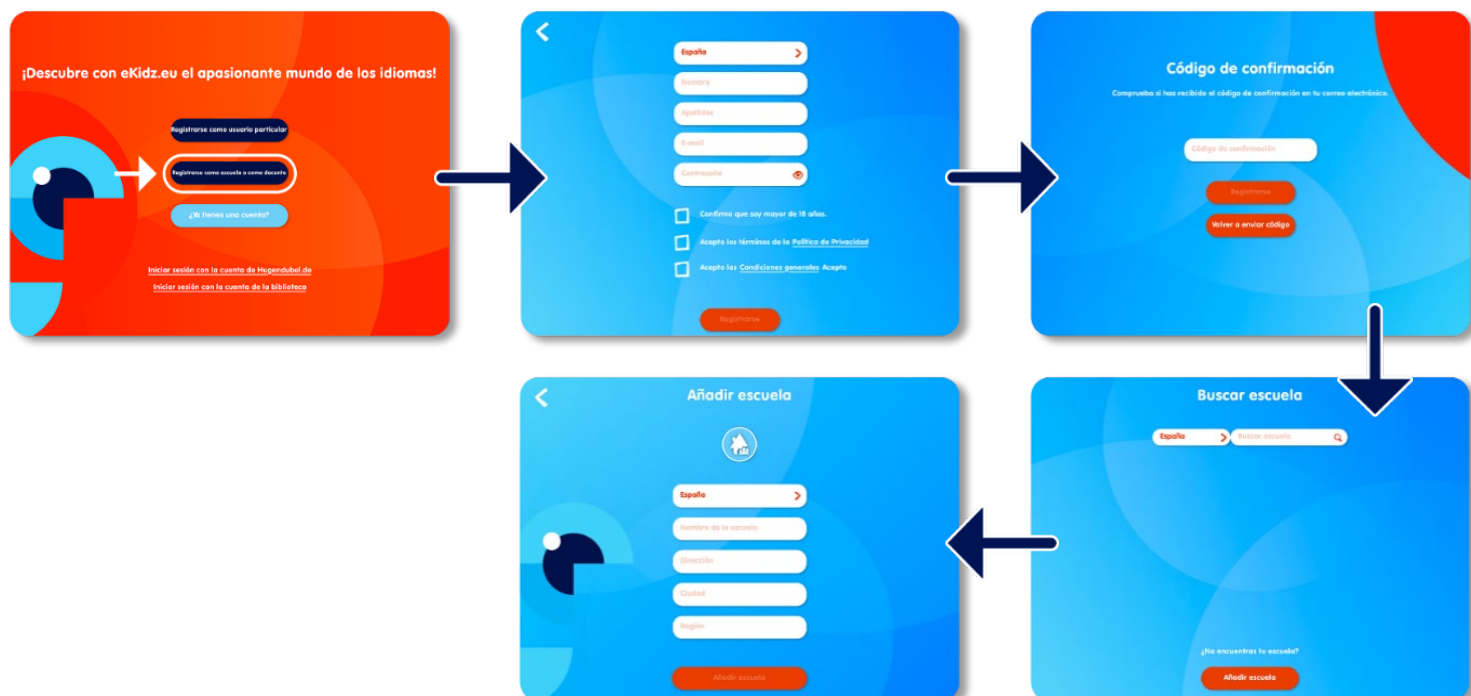 ¡Descubre con eKidz.eu el apasionante mundo de los idiomas!
Registrarse como usuario particular
Registrarse como escuela o como docente
¿Ya tienes una cuenta?
Iniciar sesión con la cuenta de Hugendubel.de
Iniciar sesión con la cuenta de la biblioteca
España
Nombre
Apellidos
E-mail
Contraseña
Confirmo que soy mayor de 18 años.
Acepto los términos de la Política de Privacidad
Acepto las Condiciones generales Acepto
Registrarse
Código de confirmación
Comprueba si has recibido el código de confirmación en tu correo electrónico.
Código de confirmación
Registrarse
Volver a enviar código
Buscar escuela
España
Buscar escuela
¿No encuentras tu escuela?
Añadir escuela
Añadir escuela
España
Nombre de la escuela
Dirección
Ciudad
Región
Añadir escuela